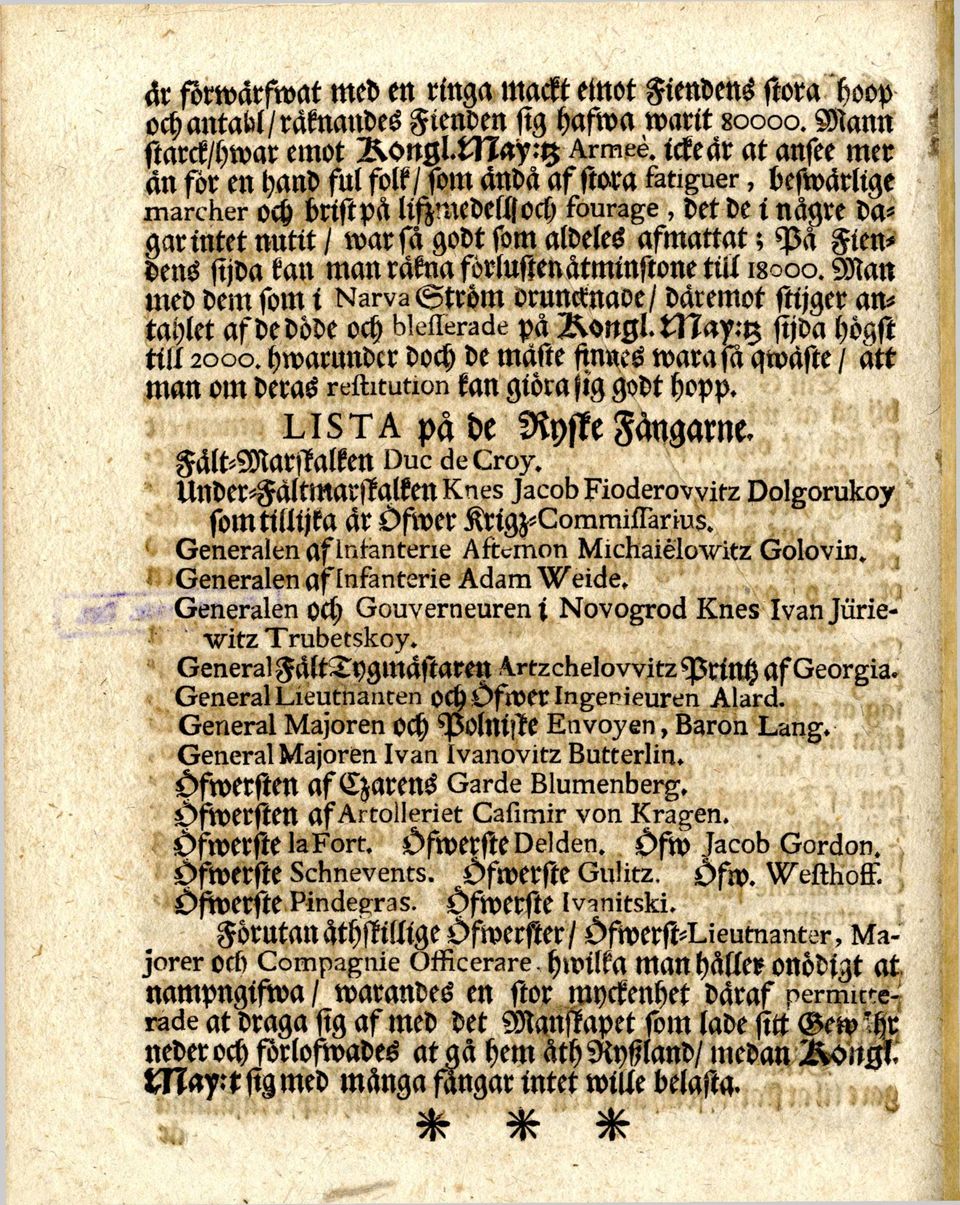 är förwärfwat med en ringa mackt emot Fiendens stora hoop
och antahl / räknandes Fienden sig hafwa warit 80000. Mann
starck/hwar emot Kongl. May:tz Armeè. icke är at ansee mer
än för en hand ful folk / som ändå af stora fatiguer, beswärlige
marcher och brist på lifzmedell och fourage, det de i någre da-
gar intet nutit / war så godt som aldeles afmattat; På Fien-
dens sijda kan man räkna förlusten åtminstone till 18000. Man
med dem som i Narva Ström druncknade / däremot stijger an-
tahlet af de döde och blesserade på Kongl. May:tz sijda högst
till 2000. hwarunder doch de mäste finnes wara så qwäste / att
man om deras restitution kan giöra sig godt hopp.
LISTA på de Ryske Fångarne.
Fält-Marskalken Duc de Croy.
Under-Fältmarskalken Knes Jacob Fioderovvitz Dolgorukoy
som tillijka är Öfwer Krigz-Commissarius.
Generalen af Infanterie Aftemon Michaiëlowitz Golovin.
Generalen af Infanterie Adam Weide.
Generalen och Gouverneuren i Novogrod Knes Ivan Jürie-
witz Trubetskoy.
General Fält Tygmästaren Artzchelovvitz Printz af Georgia.
General Lieutnanten och Öfwer Ingenieuren Alard.
General Majoren och Polniske Envoyen, Baron Lang.
General Majoren Ivan Ivanovitz Butterlin.
Öfwersten af Czarens Garde Blumenberg.
Öfwersten af Artolleriet Casimir von Kragen.
Öfwerste la Fort. Öfwerste Delden. Öfw Jacob Gordon.
Öfwerste Schnevents. Öfwerste Gulitz. Öfw. Westhoff.
Öfwerste Pindegras. Öfwerste Ivanitski.
Förutan åthskillige Öfwerster / Öfwerst-Lieutnanter, Ma-
jorer och Compagnie Officerare. hwilka man håller onödigt at
nampngifwa / warandes en stor myckenhet däraf permitte-
rade at draga sig af med det Manskapet som lade sitt Gewähr
neder och förlofwades at gå hem åth Ryßland / medan Kongl.
May:t sig med många fångar intet wille belasta.